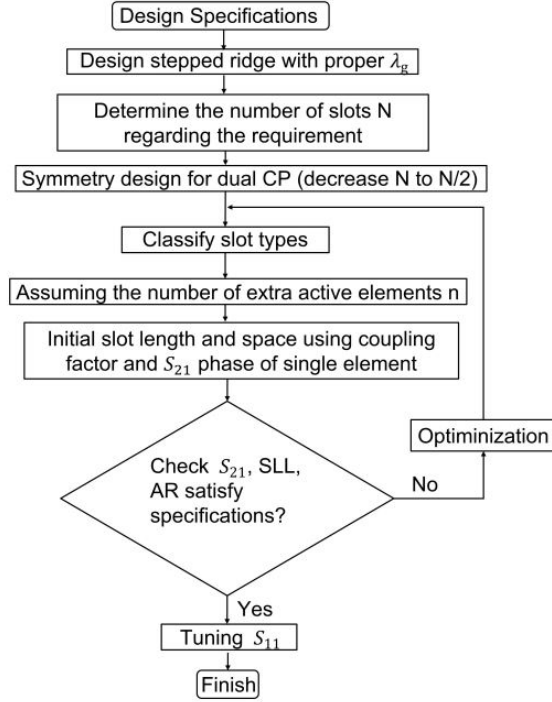 Design Specifications
Design stepped ridge with proper λg
Determine the number of slots N
regarding the requirement
Symmetry design for dual CP (decrease N to N/2)
Classify slot types
Assuming the number of extra active elements n
Initial slot length and space using coupling
factor and S21 phase of single element
Optiminization
Check S21, SLL,
AR satisfy
specifications?
No
Yes
Tuning S11
Finish